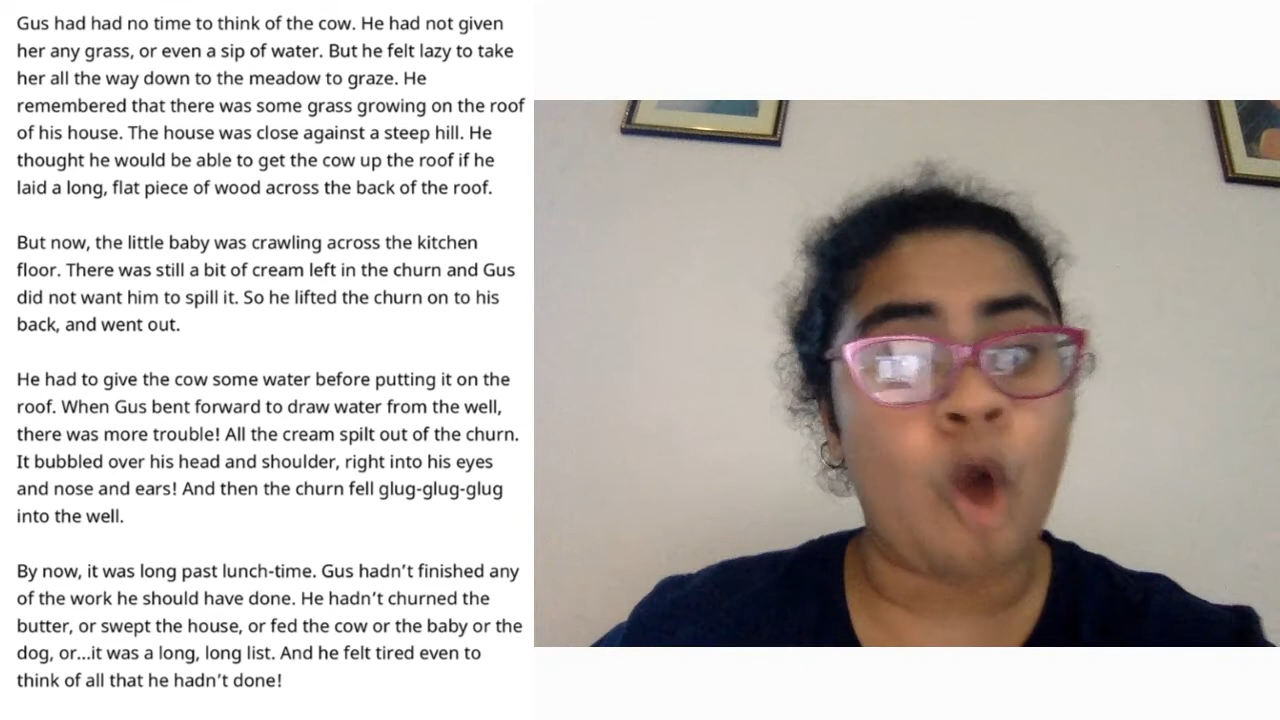 Gus had had no time to think of the cow. He had not given
her any grass, or even a sip of water. But he felt lazy to take
her all the way down to the meadow to graze. He
remembered that there was some grass growing on the roof
of his house. The house was close against a steep hill. He
thought he would be able to get the cow up the roof if he
laid a long, flat piece of wood across the back of the roof.
But now, the little baby was crawling across the kitchen
floor. There was still a bit of cream left in the churn and Gus
did not want him to spill it. So he lifted the churn on to his
back, and went out.
He had to give the cow some water before putting it on the
roof. When Gus bent forward to draw water from the well,
there was more trouble! All the cream spilt out of the churn.
It bubbled over his head and shoulder, right into his eyes
and nose and ears! And then the churn fell glug-glug-glug
into the well.
By now, it was long past lunch-time. Gus hadn’t finished any
of the work he should have done. He hadn’t churned the
butter, or swept the house, or fed the cow or the baby or the
dog, or...it was a long, long list. And he felt tired even to
think of all that he hadn’t done!